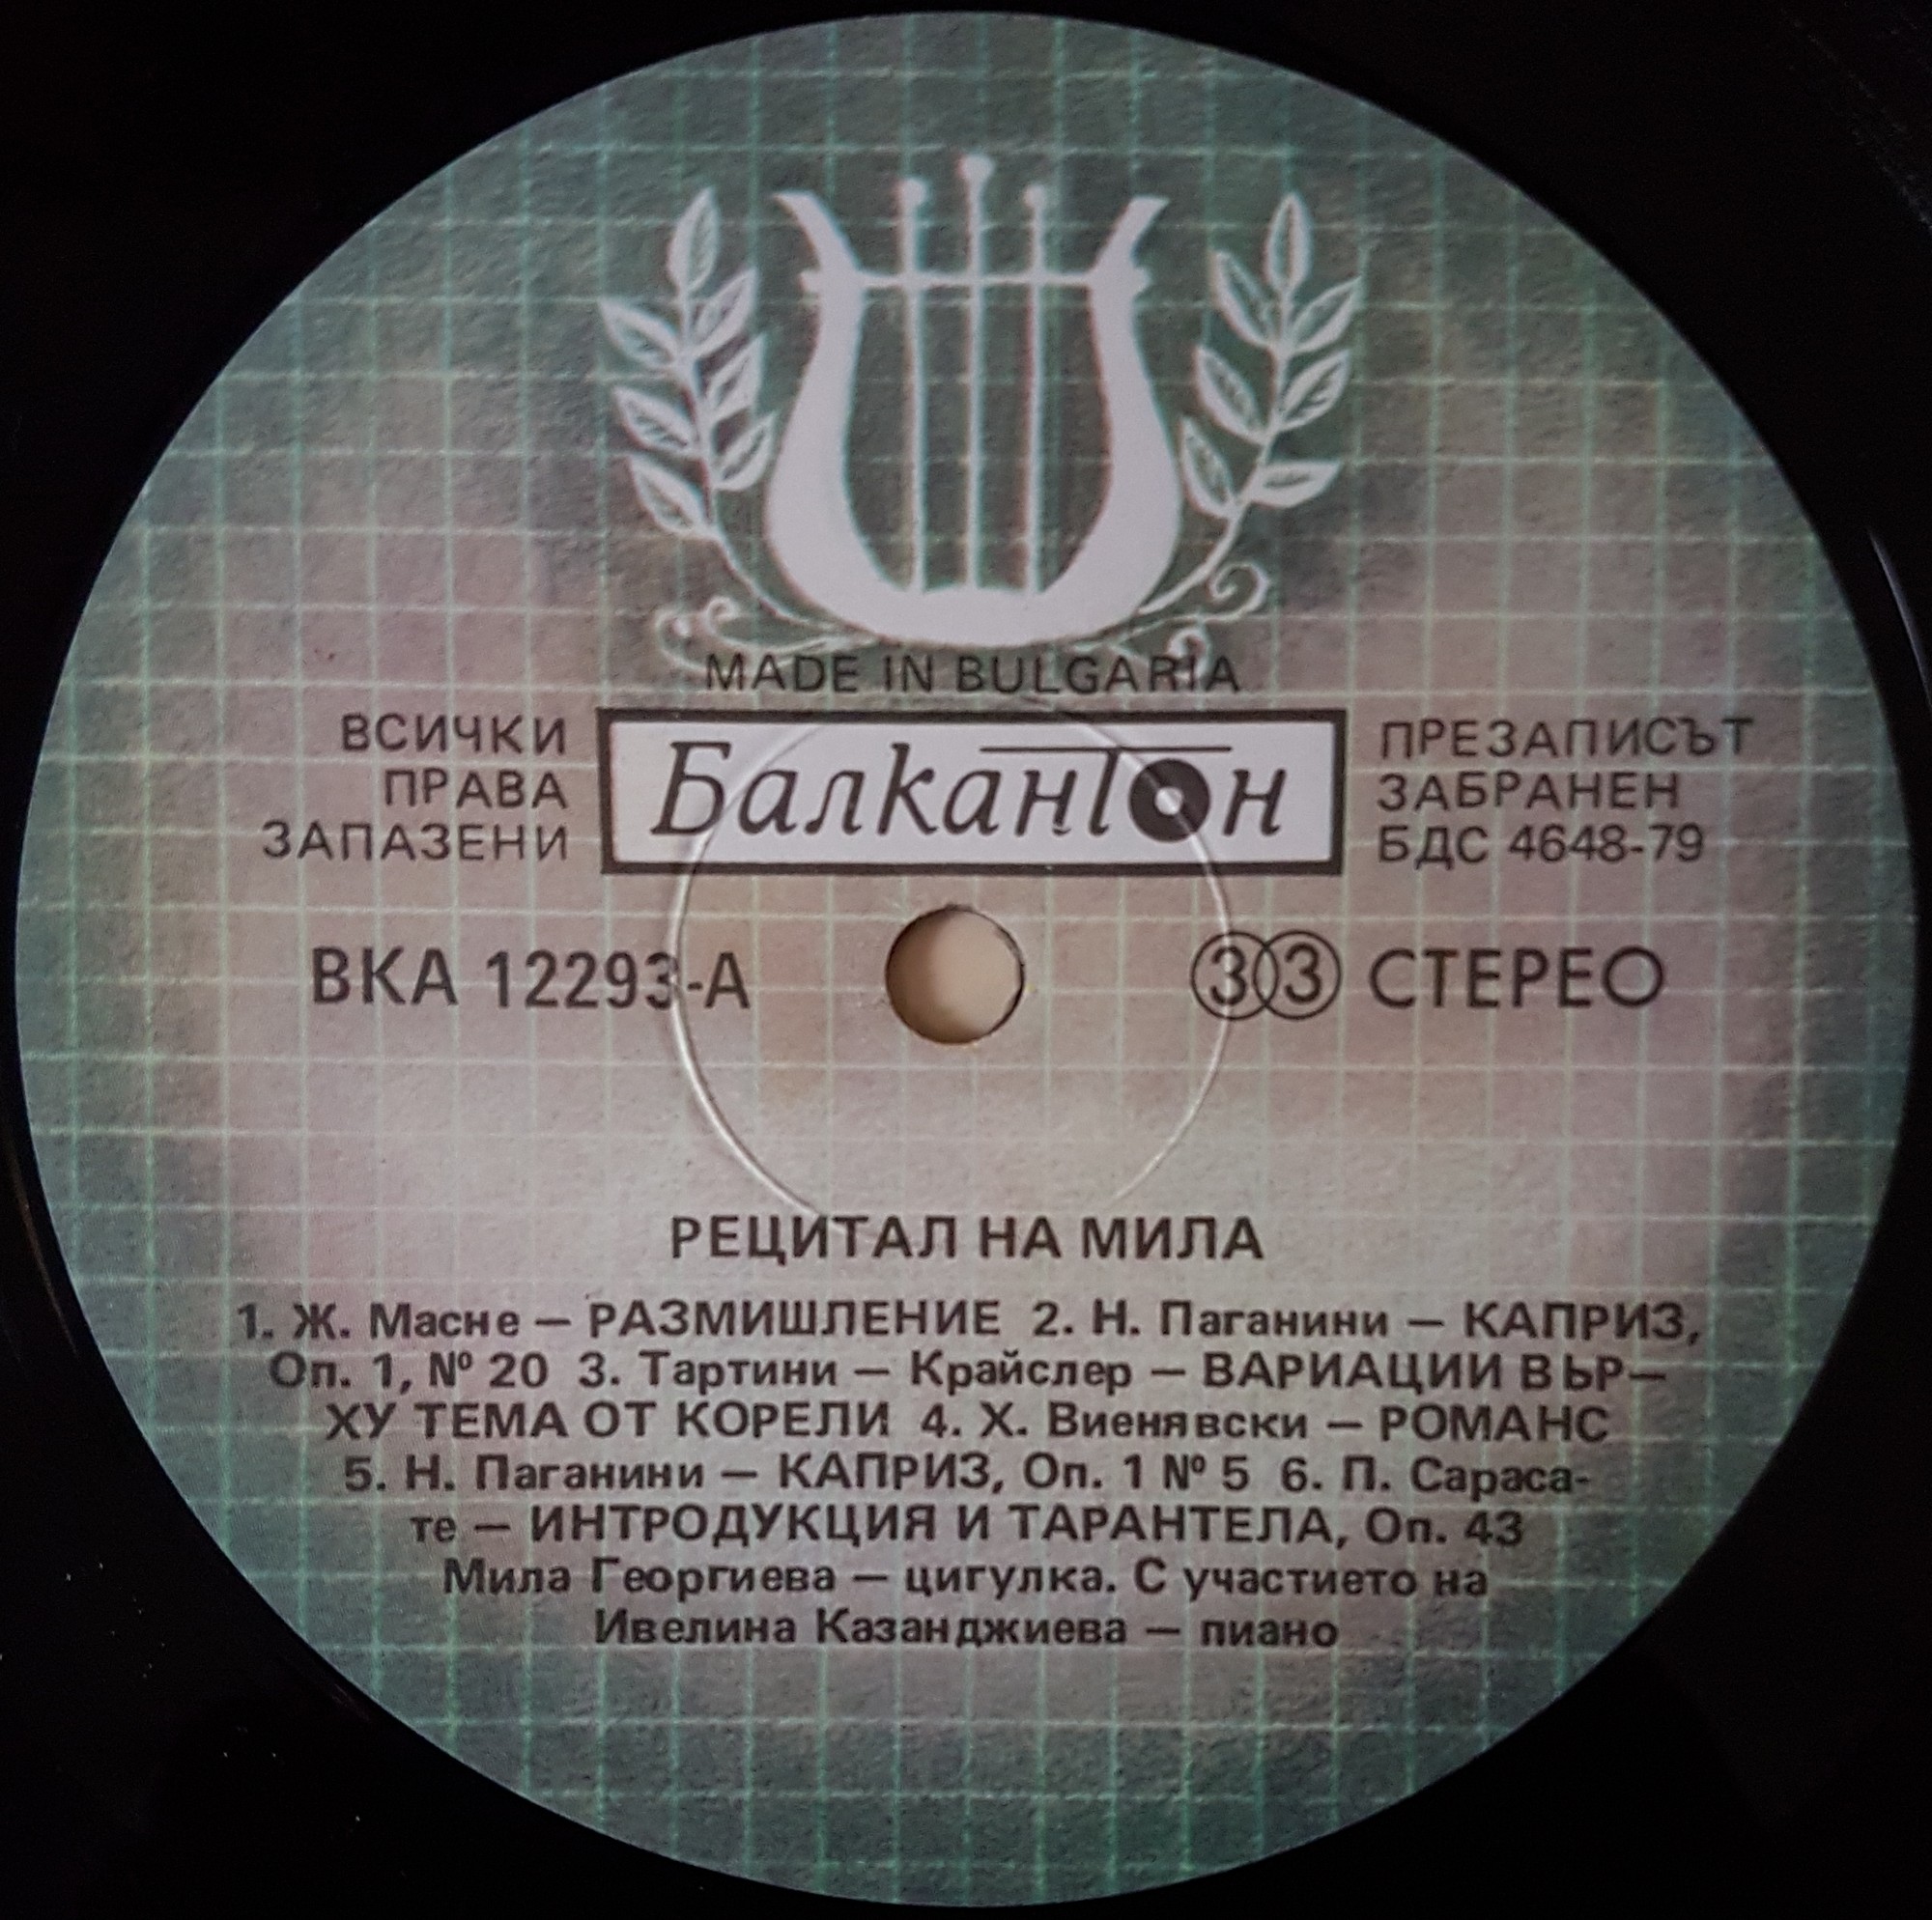 MADE IN BULGARIA
ВСИЧКИ
ПРАВА
ЗАПАЗЕНИ
Балкантон
ПРЕЗАПИСЪТ
ЗАБРАНЕН
БДС 4648-79
ВКА 12293-А
33 СТЕРЕО
РЕЦИТАЛ НА МИЛА
1. Ж. Масне — РАЗМИШЛЕНИЕ 2. Н. Паганини — КАПРИЗ,
Оп. 1, № 20 3. Тартини — Крайслер — ВАРИАЦИИ ВЬР—
ХУ ТЕМА ОТ КОРЕЛИ 4. Х. Виенявски — РОМАНС
5. Н. Паганини — КАПРИЗ, Оп. 1 № 5 6. П. Сараса-
те — ИНТРОДУКЦИЯ И ТАРАНТЕЛА, Оп. 43
Мила Георгиева — цигулка. С участието на
Ивелина Казанджиева — пиано